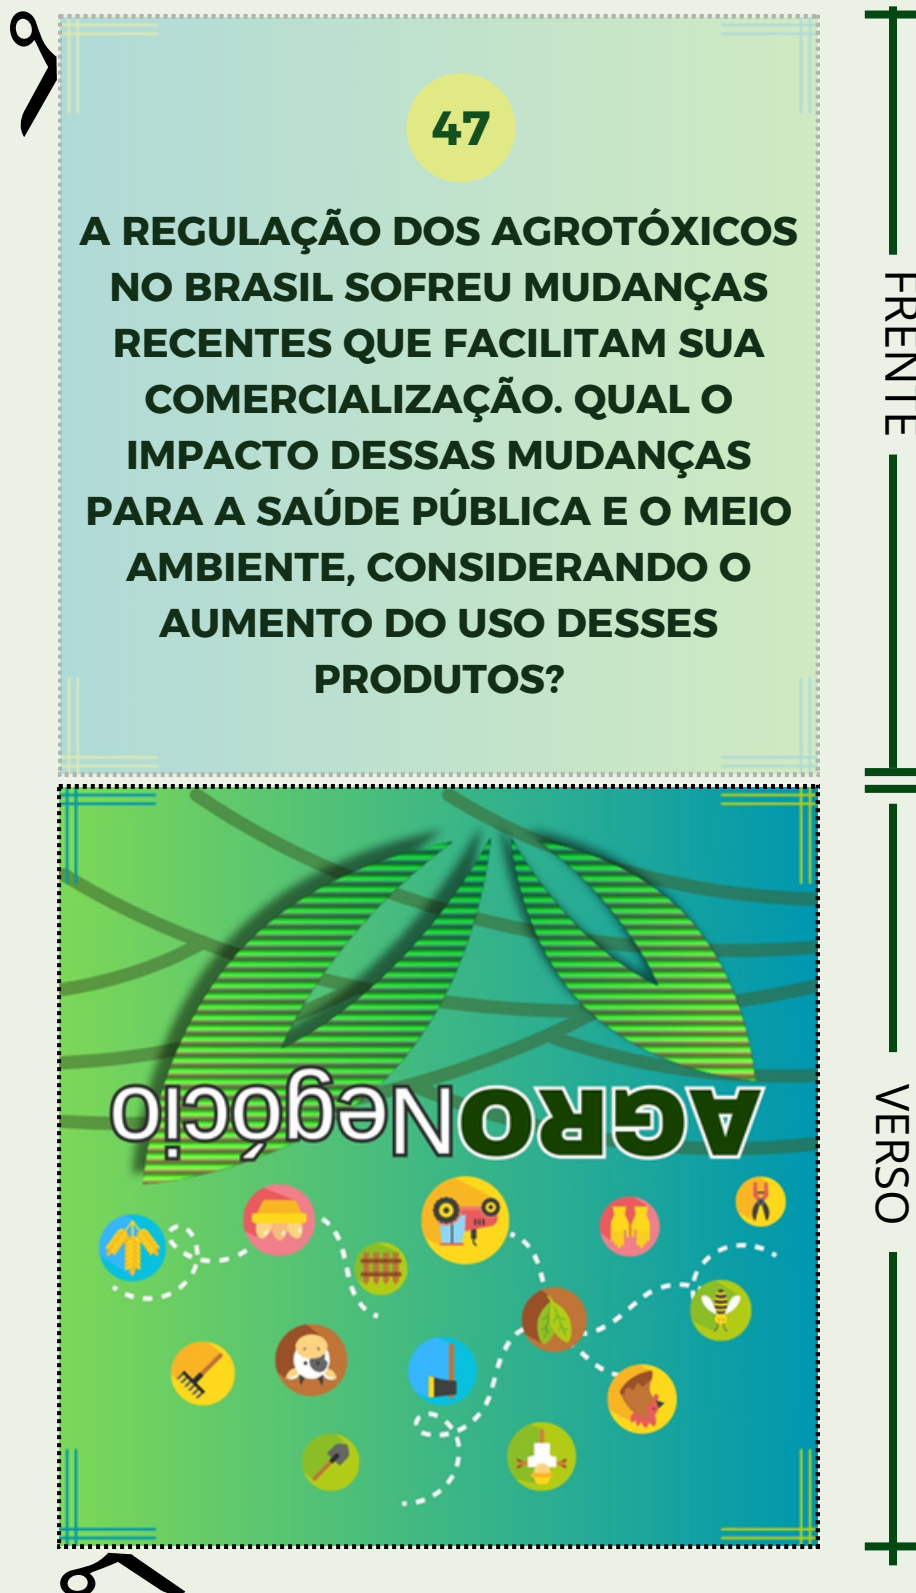 47
A REGULAÇÃO DOS AGROTÓXICOS
NO BRASIL SOFREU MUDANÇAS
RECENTES QUE FACILITAM SUA
COMERCIALIZAÇÃO. QUAL O
IMPACTO DESSAS MUDANÇAS
PARA A SAÚDE PÚBLICA E O MEIO
AMBIENTE, CONSIDERANDO O
AUMENTO DO USO DESSES
PRODUTOS?
FRENTE
AGRONegócio
VERSO